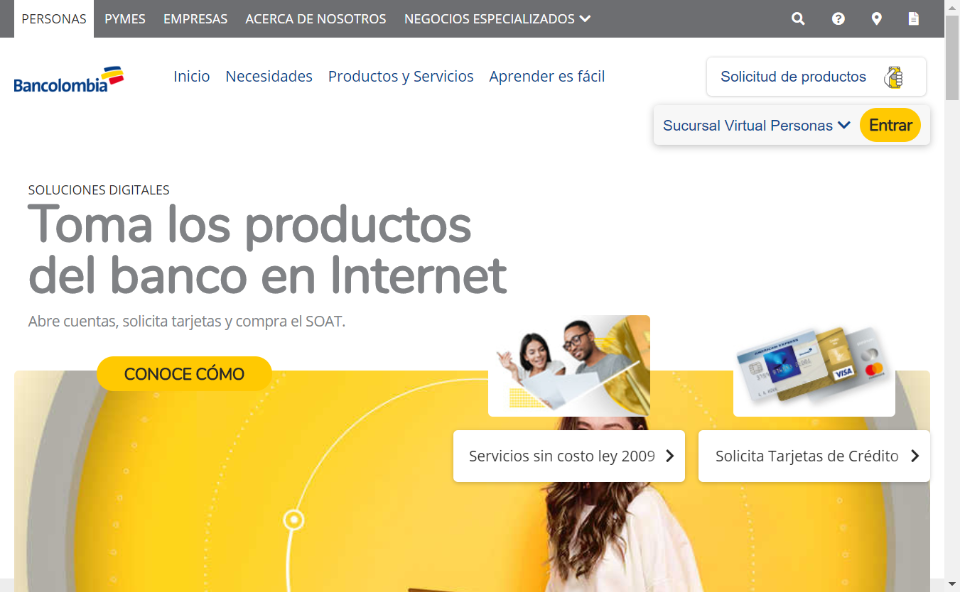 PERSONAS PYMES EMPRESAS ACERCA DE NOSOTROS NEGOCIOS ESPECIALIZADOS
Bancolombia Inicio Necesidades Productos y Servicios Aprender es fácil Solicitud de productos
Sucursal Virtual Personas Entrar
SOLUCIONES DIGITALES
Toma los productos
del banco en Internet
Abre cuentas, solicita tarjetas y compra el SOAT.
CONOCE CÓMO
VISA
Servicios sin costo ley 2009 Solicita Tarjetas de Crédito